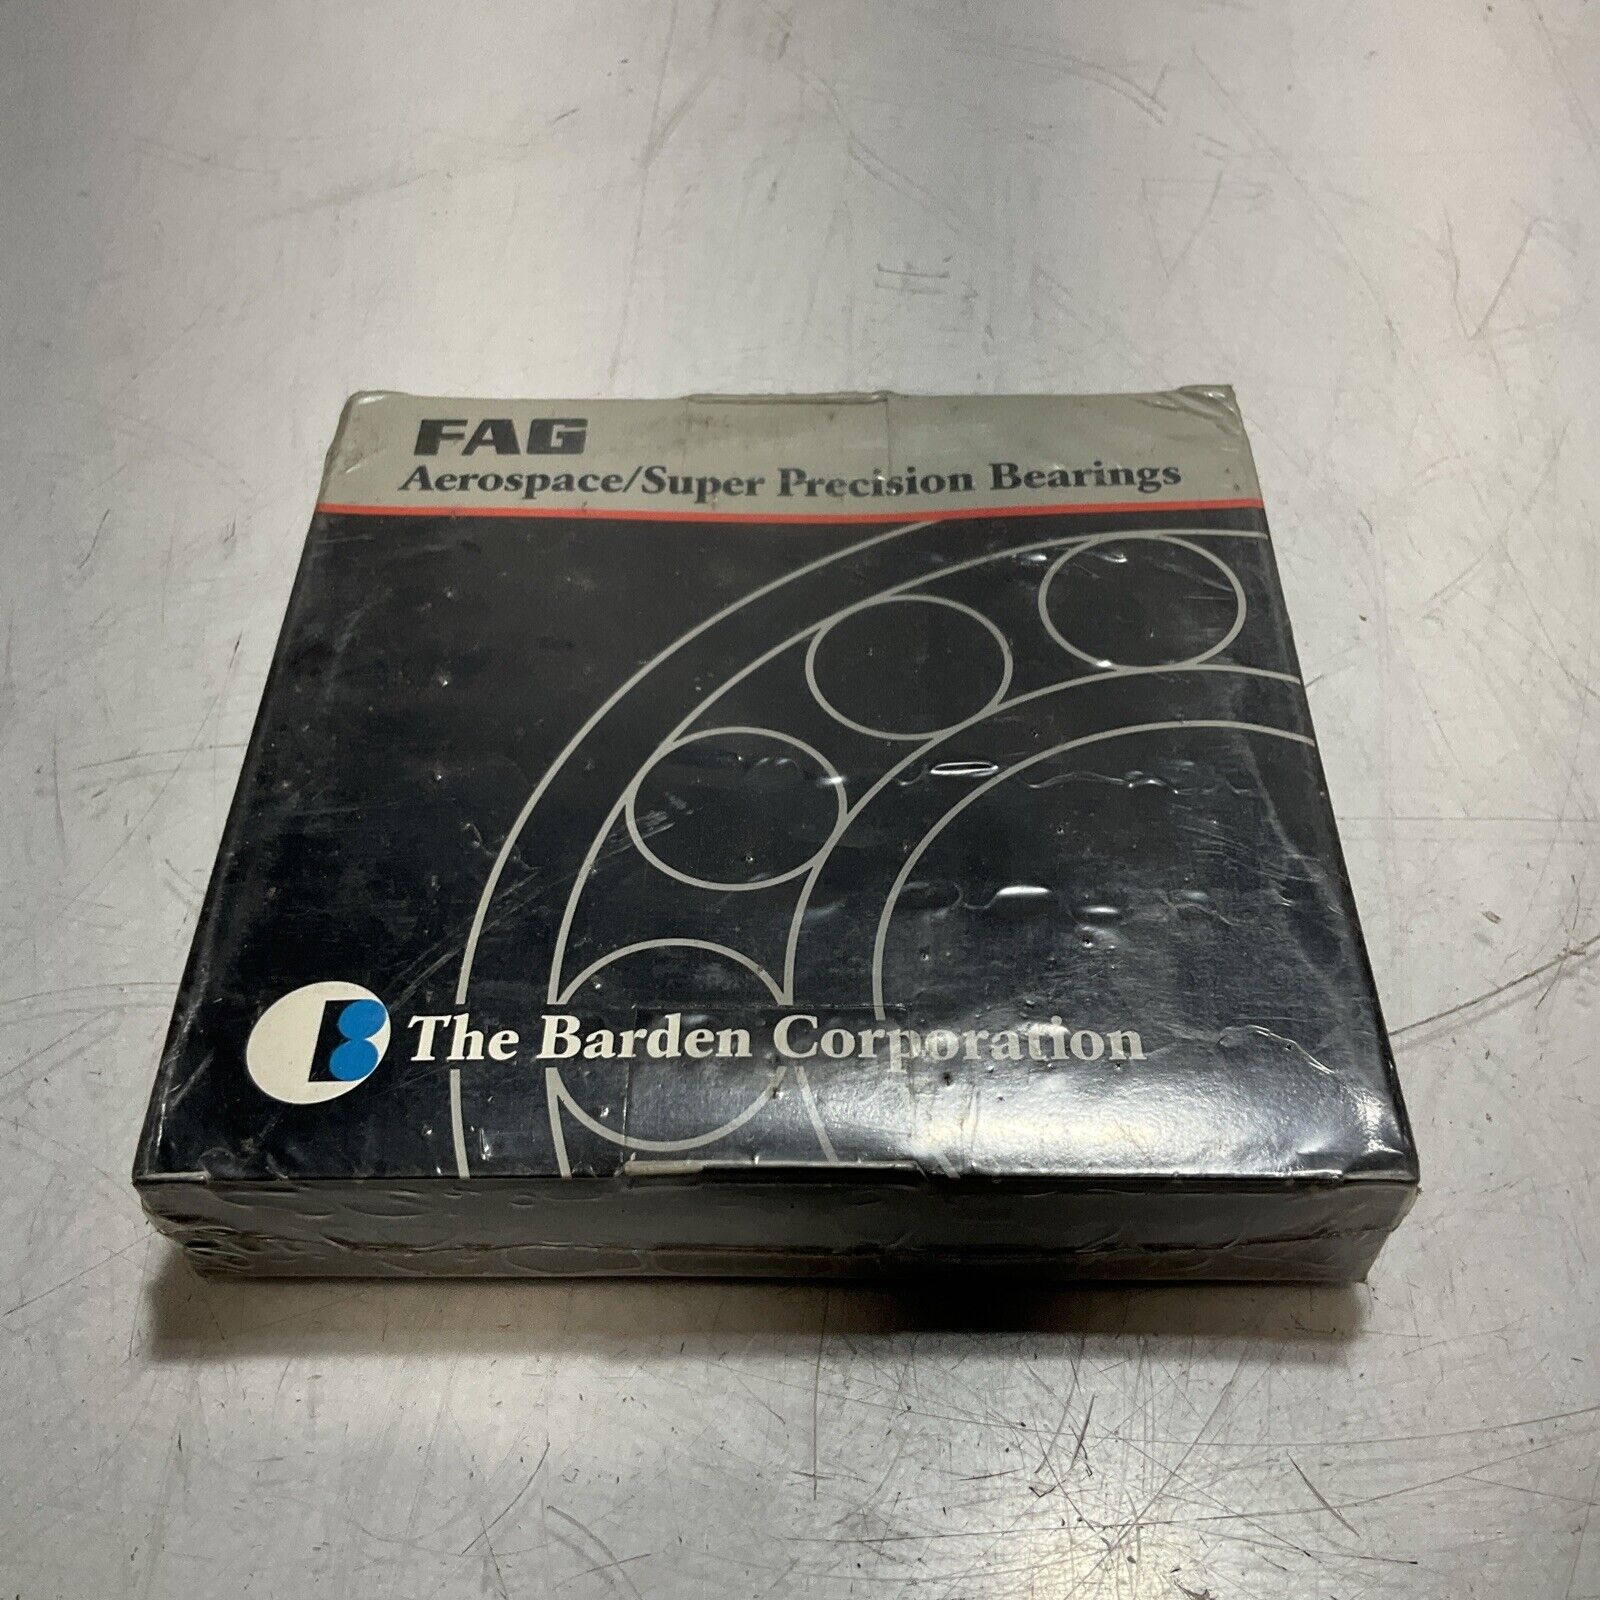 FAG
Aerospace/Super Precision Bearings
The Barden Corporation